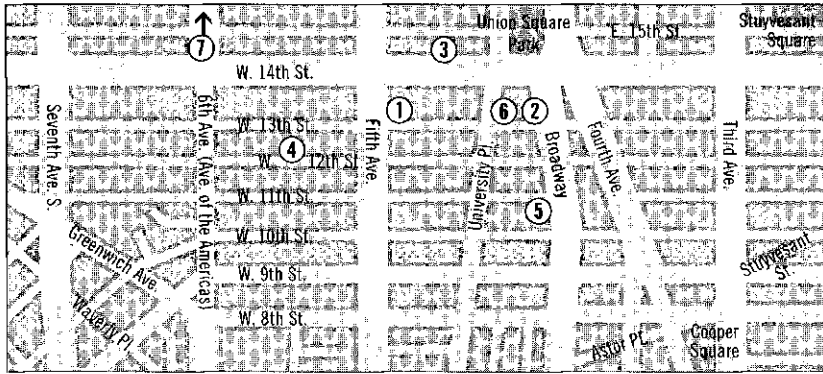 Union Square
Park
E. 15th St.
Stuyvesant
Square
7
3
W. 14th St.
1
6
2
W. 13th St.
4
W. 12th St.
Seventh Ave. S.
6th Ave. (Ave. of the Americas)
Fifth Ave.
University Pl.
Broadway
Fourth Ave.
Third Ave.
W. 11th St.
5
W. 10th St.
Greenwich Ave.
W. 9th St.
Stuyvesant
St.
Waverly Pl.
W. 8th St.
Astor Pl.
Cooper
Square